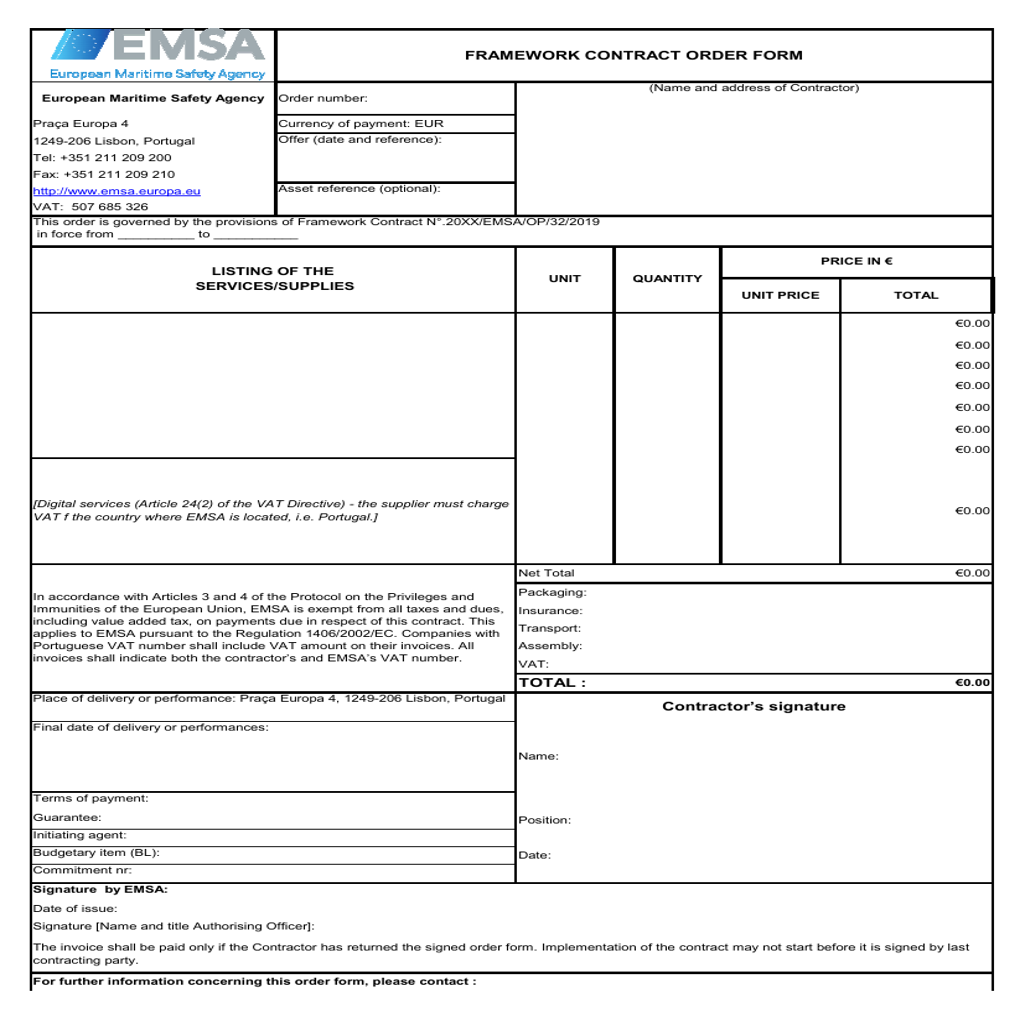 EMSA
European Maritime Safety Agency
FRAMEWORK CONTRACT ORDER FORM
European Maritime Safety Agency
Praça Europa 4
1249-206 Lisbon, Portugal
Tel: +351 211 209 200
Fax: +351 211 209 210
http://www.emsa.europa.eu
VAT: 507 685 326
Order number:
Currency of payment: EUR
Offer (date and reference):
Asset reference (optional):
(Name and address of Contractor)
This order is governed by the provisions of Framework Contract N°.20XX/EMSA/OP/32/2019
in force from ___________ to ____________
LISTING OF THE
SERVICES/SUPPLIES
UNIT
QUANTITY
PRICE IN €
UNIT PRICE
TOTAL
€0.00
€0.00
€0.00
€0.00
€0.00
€0.00
€0.00
[Digital services (Article 24(2) of the VAT Directive) - the supplier must charge
VAT f the country where EMSA is located, i.e. Portugal.]
€0.00
Net Total €0.00
In accordance with Articles 3 and 4 of the Protocol on the Privileges and
Immunities of the European Union, EMSA is exempt from all taxes and dues,
including value added tax, on payments due in respect of this contract. This
applies to EMSA pursuant to the Regulation 1406/2002/EC. Companies with
Portuguese VAT number shall include VAT amount on their invoices. All
invoices shall indicate both the contractor's and EMSA's VAT number.
Packaging:
Insurance:
Transport:
Assembly:
VAT:
TOTAL : €0.00
Place of delivery or performance: Praça Europa 4, 1249-206 Lisbon, Portugal
Final date of delivery or performances:
Terms of payment:
Guarantee:
Initiating agent:
Budgetary item (BL):
Commitment nr:
Contractor's signature
Name:
Position:
Date:
Signature by EMSA:
Date of issue:
Signature [Name and title Authorising Officer]:
The invoice shall be paid only if the Contractor has returned the signed order form. Implementation of the contract may not start before it is signed by last
contracting party.
For further information concerning this order form, please contact :